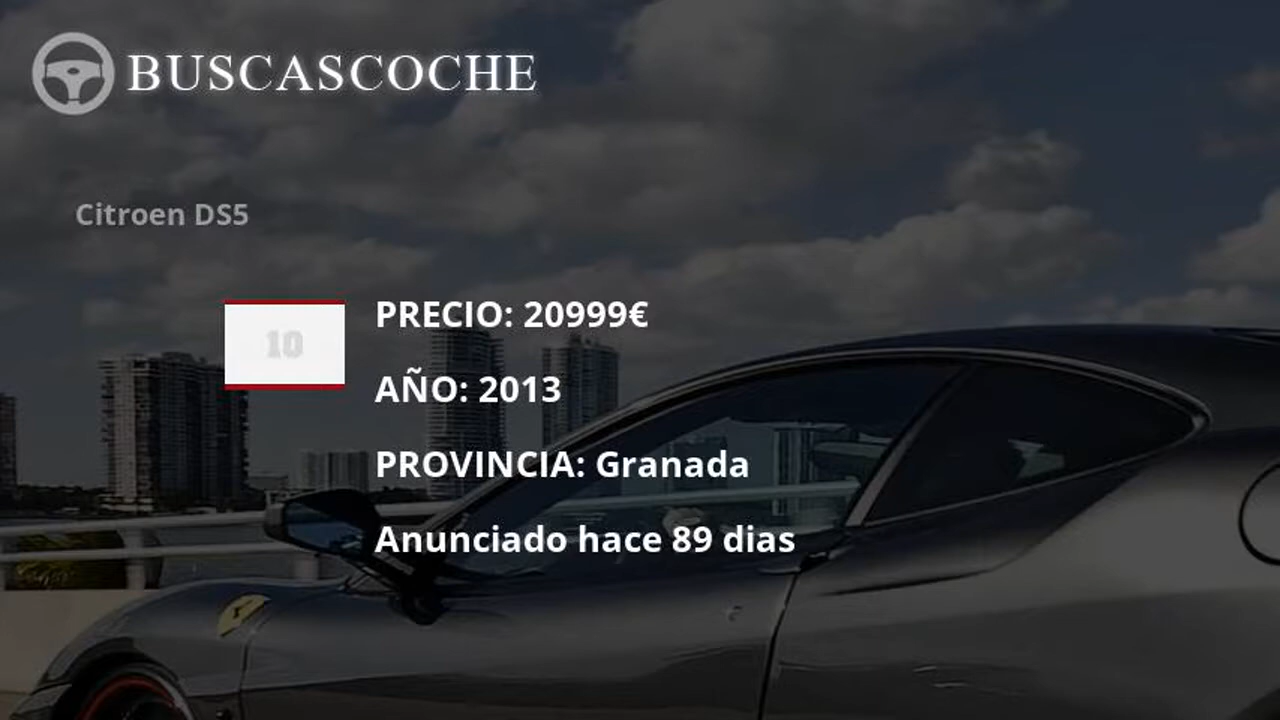 BUSCASCOCHE
Citroen DS5
10
PRECIO: 20999€
AÑO: 2013
PROVINCIA: Granada
Anunciado hace 89 dias